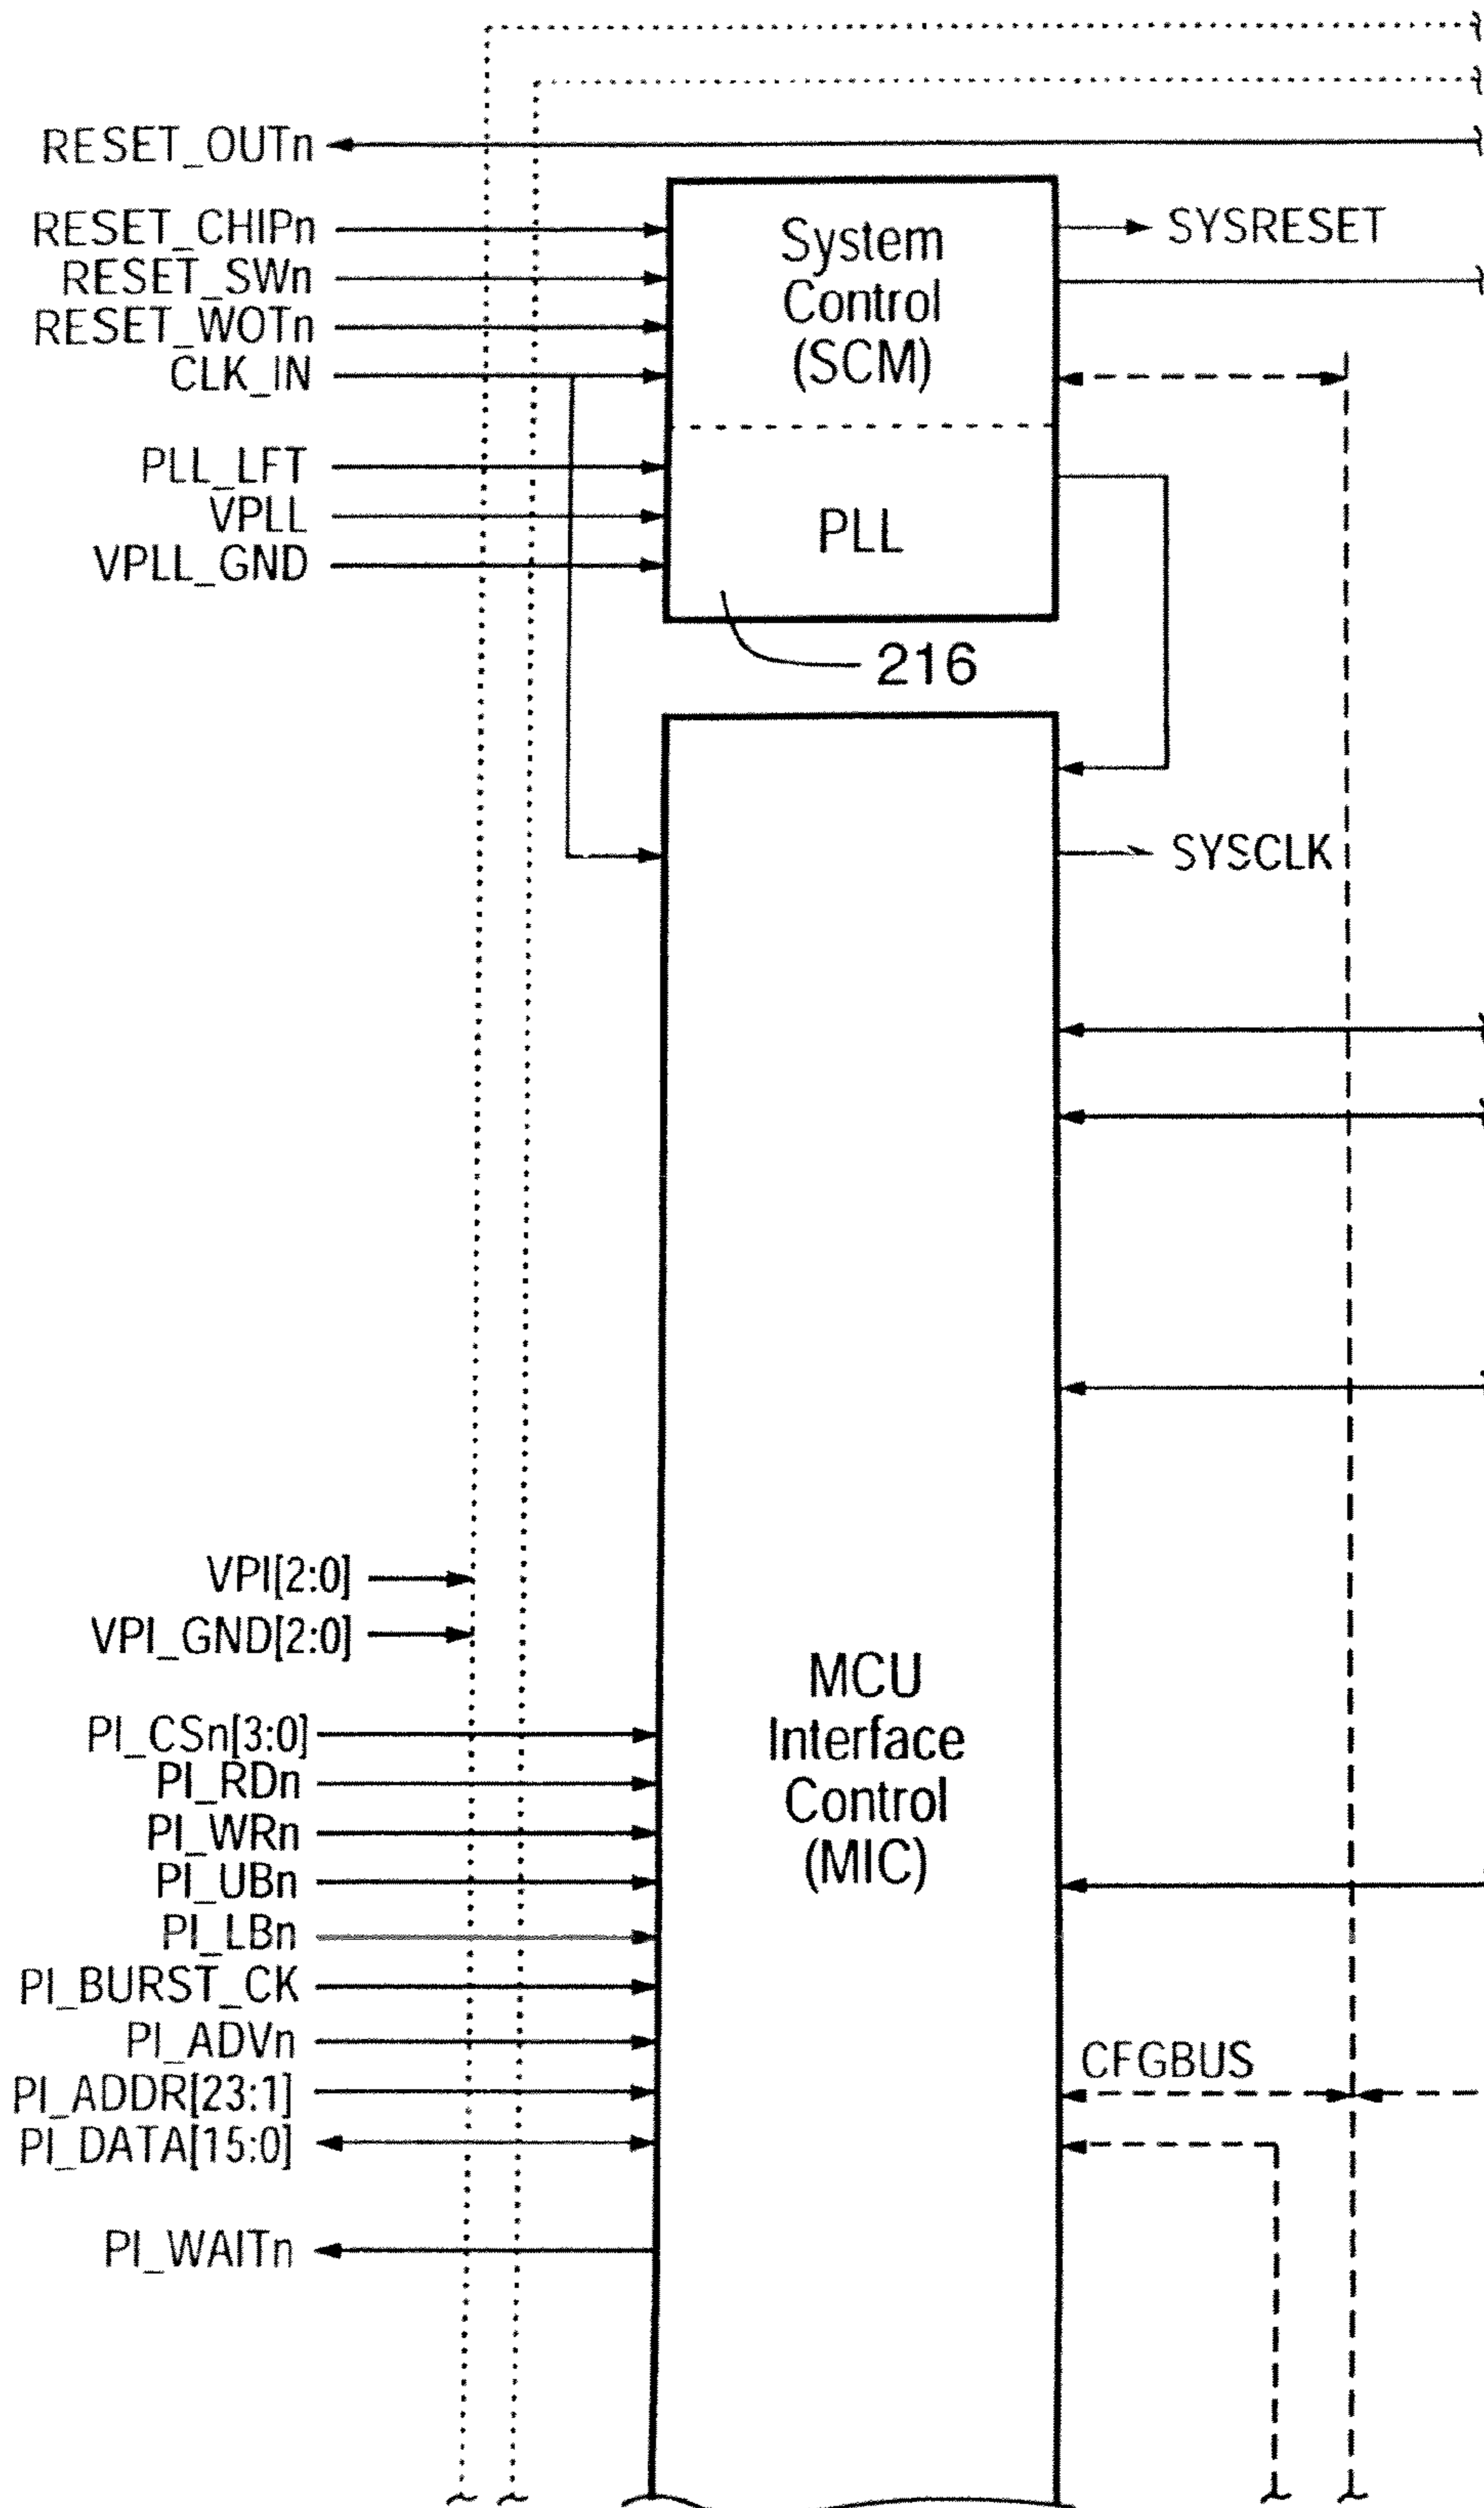 RESET_OUTn
RESET_CHIPn
RESET_SWn
RESET_WOTn
CLK_IN
PLL_LFT
VPLL
VPLL_GND
System
Control
(SCM)
PLL
216
SYSRESET
SYSCLK
VPI[2:0]
VPI_GND[2:0]
MCU
Interface
Control
(MIC)
PI_CSn[3:0]
PI_RDn
PI_WRn
PI_UBn
PI_LBn
PI_BURST_CK
PI_ADVn
PI_ADDR[23:1]
PI_DATA[15:0]
PI_WAITn
CFGBUS